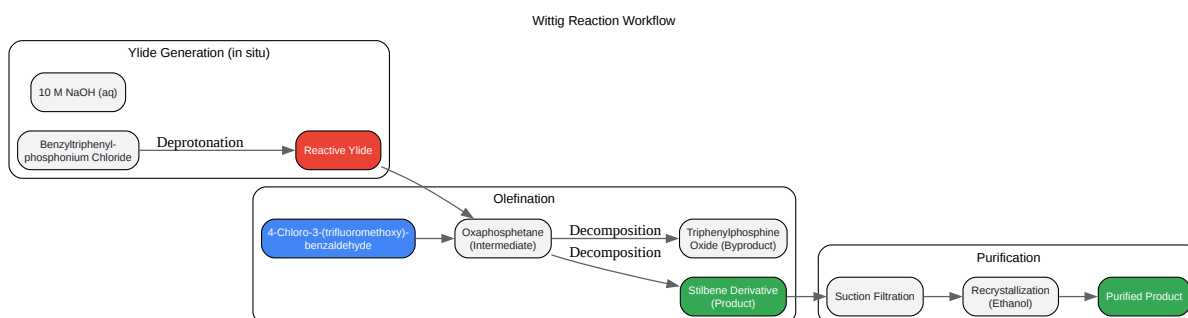 Wittig Reaction Workflow
Ylide Generation (in situ)
10 M NaOH (aq)
Benzyltriphenyl-
phosphonium Chloride
Deprotonation
Reactive Ylide
Olefination
4-Chloro-3-(trifluoromethoxy)-
benzaldehyde
Oxaphosphetane
(Intermediate)
Decomposition
Decomposition
Triphenylphosphine
Oxide (Byproduct)
Stilbene Derivative
(Product)
Purification
Suction Filtration
Recrystallization
(Ethanol)
Purified Product